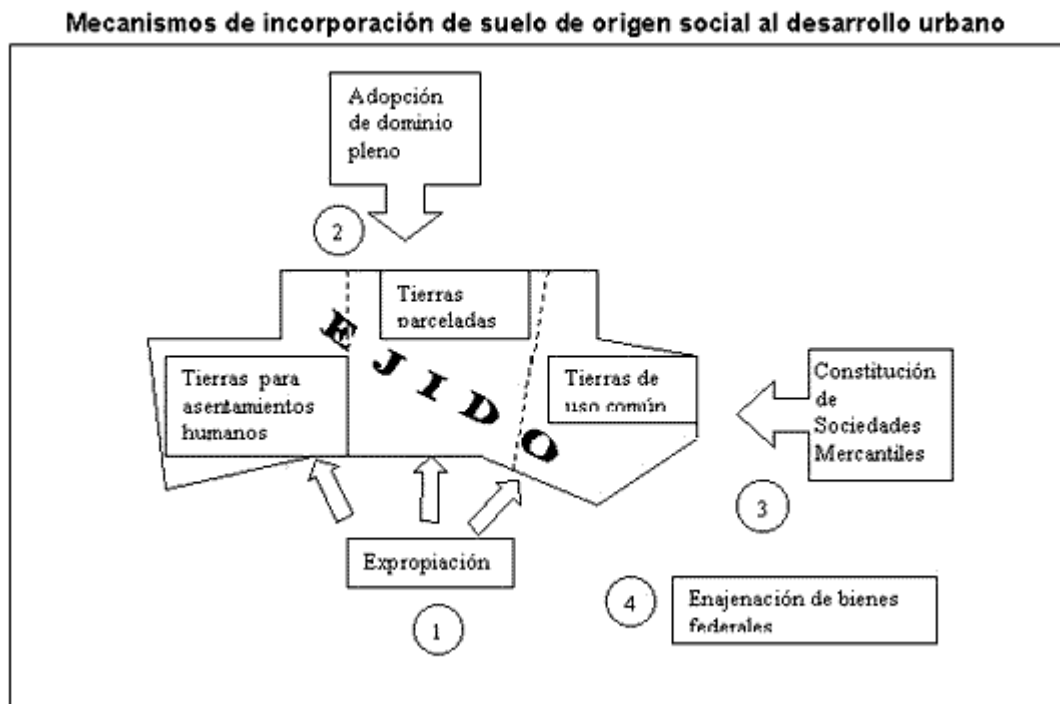 Mecanismos de incorporación de suelo de origen social al desarrollo urbano
Adopción
de dominio
pleno
2
Tierras
parceladas
EJIDO
Tierras para
asentamientos
humanos
Tierras de
uso común
Constitución
de
Sociedades
Mercantiles
3
Expropiación
1
4
Enajenación de bienes
federales